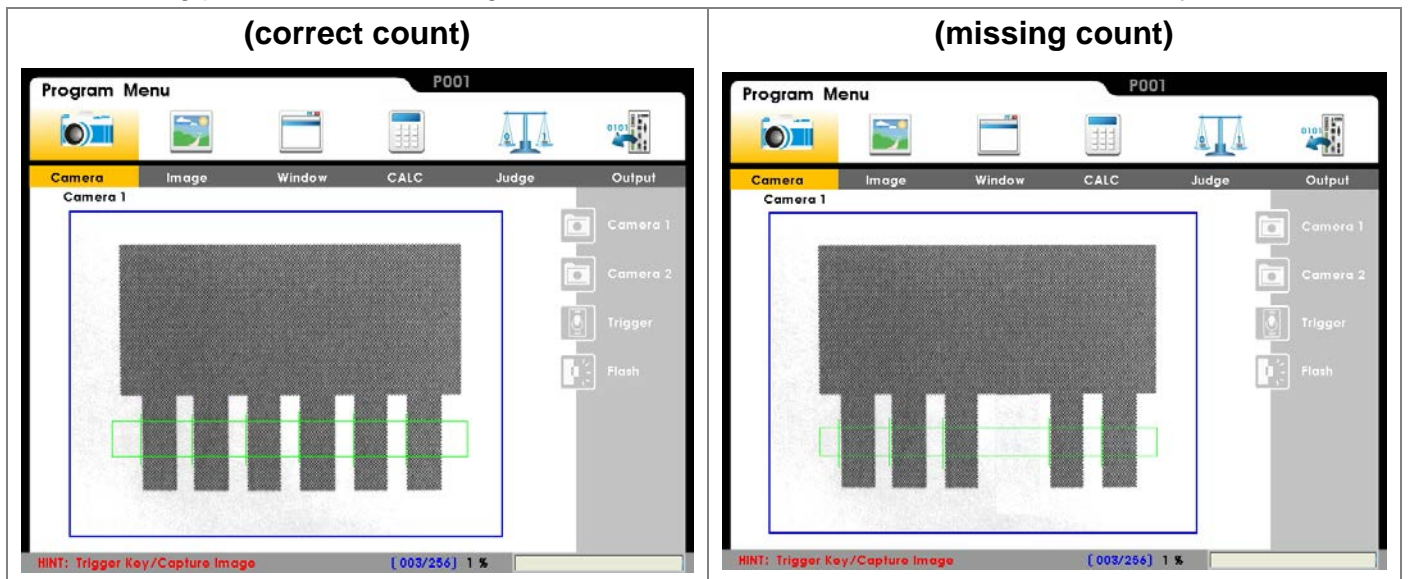 (correct count)
Program Menu
P001
Camera Image Window CALC Judge Output
Camera 1
Camera 1
Camera 2
Trigger
Flash
HINT: Trigger Key/Capture Image [003/256] 1 %
(missing count)
Program Menu
P001
Camera Image Window CALC Judge Output
Camera 1
Camera 1
Camera 2
Trigger
Flash
HINT: Trigger Key/Capture Image [003/256] 1 %